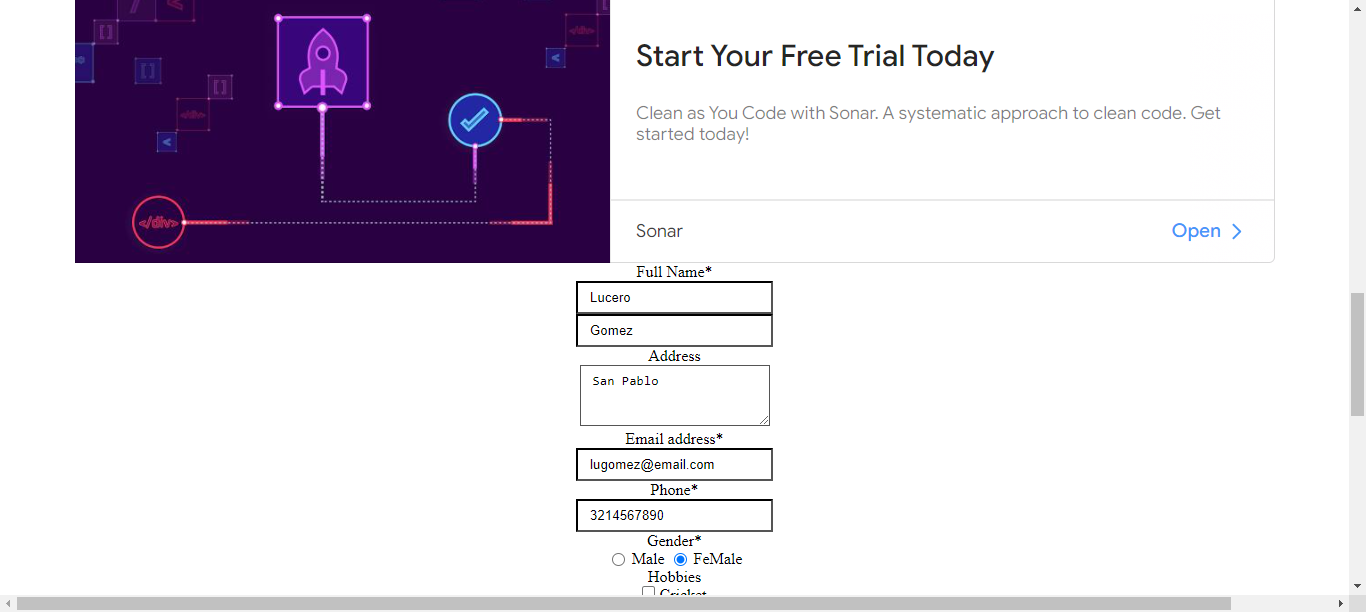 Start Your Free Trial Today
Clean as You Code with Sonar. A systematic approach to clean code. Get
started today!
</div>
Sonar
Open
Full Name*
Lucero
Gomez
Address
San Pablo
Email address*
lugomez@email.com
Phone*
3214567890
Gender*
Male FeMale
Hobbies
Cricket